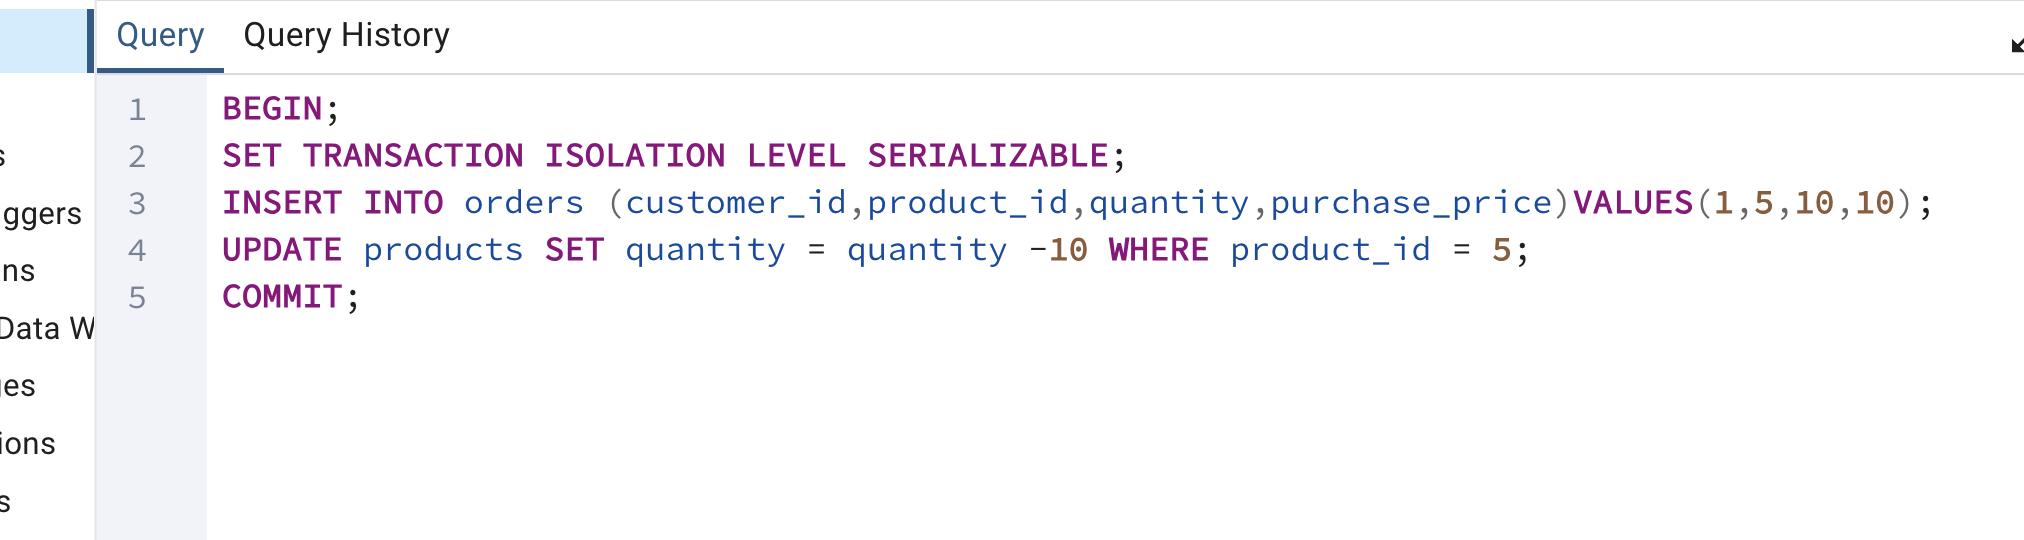 Query Query History
1 BEGIN;
2 SET TRANSACTION ISOLATION LEVEL SERIALIZABLE;
3 INSERT INTO orders (customer_id,product_id,quantity,purchase_price)VALUES(1,5,10,10);
4 UPDATE products SET quantity = quantity -10 WHERE product_id = 5;
5 COMMIT;
s
ggers
ns
Data W
es
ions
s